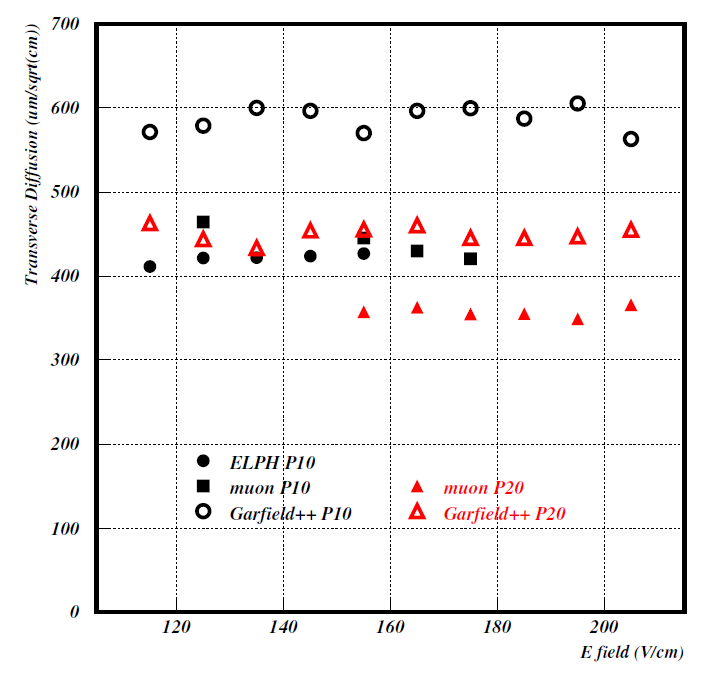 Transverse Diffusion (um/sqrt(cm))
700
600
500
400
300
200
100
0
ELPH P10
muon P10
muon P20
Garfield++ P10
Garfield++ P20
120 140 160 180 200
E field (V/cm)